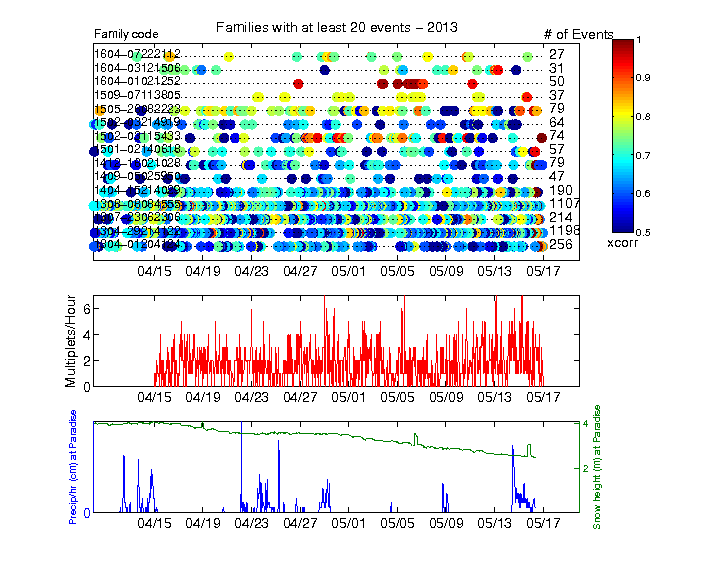 Families with at least 20 events – 2013
Family code
# of Events
1604–07222112 27
1604–03121506 31
1604–01021252 50
1509–07113805 37
79
64
1502–02115433 74
57
79
47
190
1107
214
1198
256
04/15 04/19 04/23 04/27 05/01 05/05 05/09 05/13 05/17
1
0.9
0.8
0.7
0.6
0.5
xcorr
Multiplets/Hour
6
4
2
0
04/15 04/19 04/23 04/27 05/01 05/05 05/09 05/13 05/17
Precip/hr (cm) at Paradise
0
4
2
Snow height (m) at Paradise
04/15 04/19 04/23 04/27 05/01 05/05 05/09 05/13 05/17